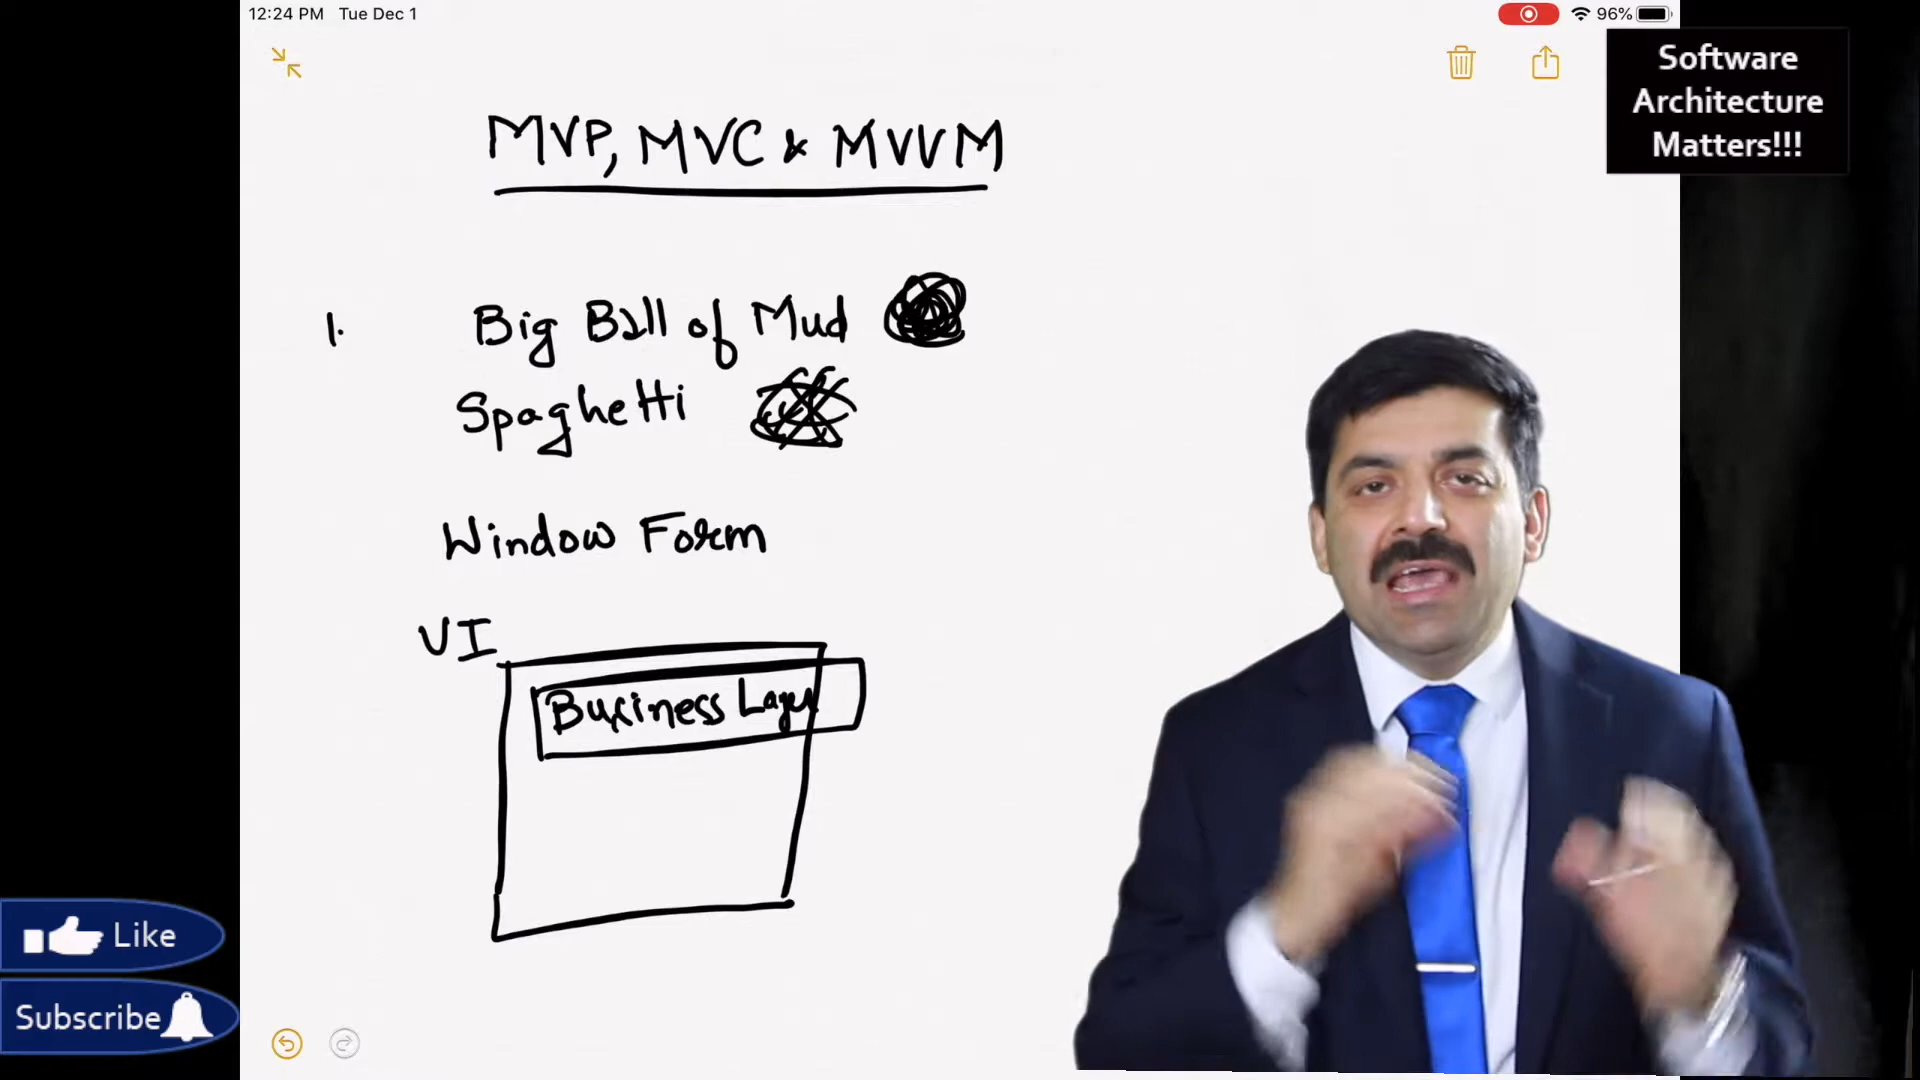 12:24 PM Tue Dec 1
96%
Software
Architecture
Matters!!!
MVP, MVC & MVVM
1. Big Ball of Mud
Spaghetti
Window Form
UI
Business Layer
Like
Subscribe